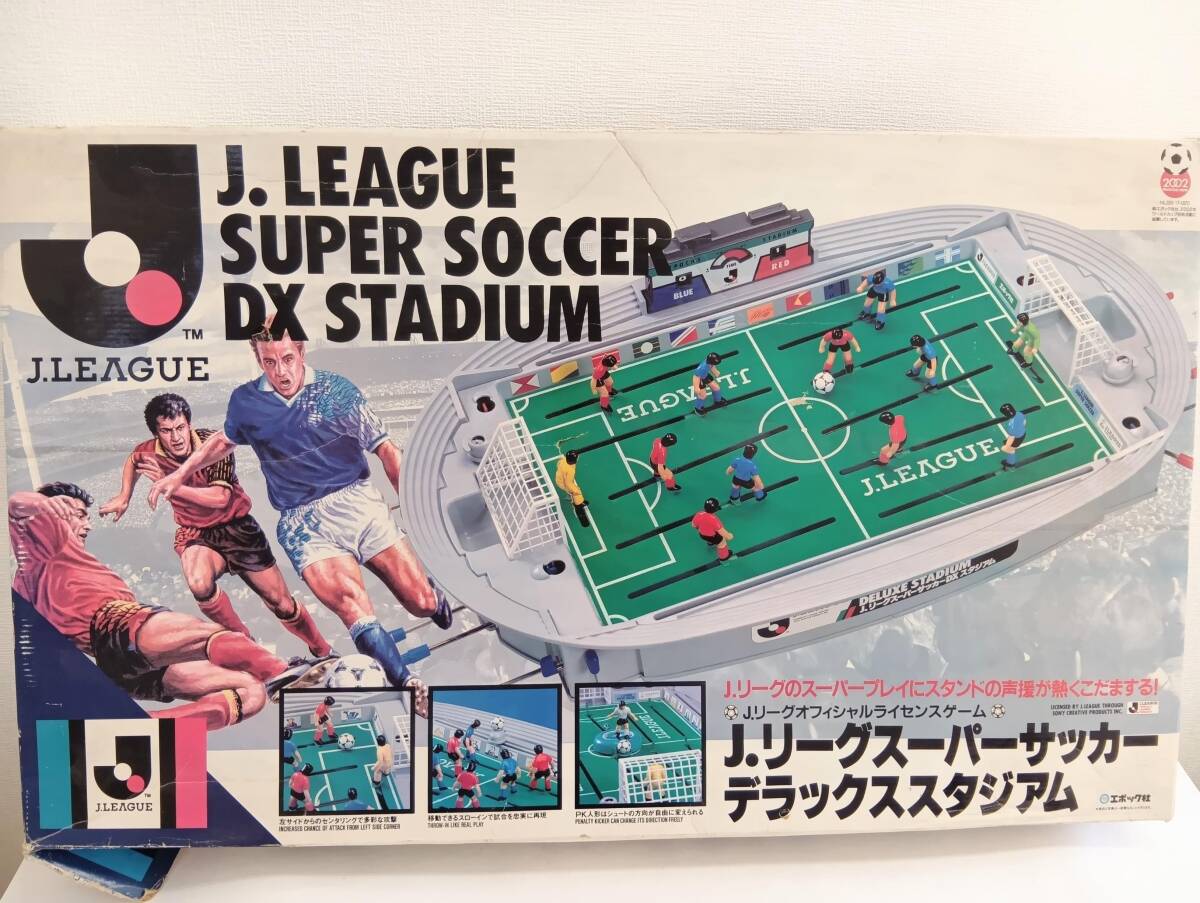 J. LEAGUE
SUPER SOCCER
DX STADIUM
TM
J.LEAGUE
2002
STADIUM
BLUE
RED
J.LEAGUE
J.LEAGUE
DELUXE STADIUM
J.リーグスーパーサッカーDXスタジアム
J.リーグのスーパープレイにスタンドの声援が熱くこだまする!
J.リーグオフィシャルライセンスゲーム
LICENSED BY J.LEAGUE THROUGH
SONY CREATIVE PRODUCTS INC.
J.リーグスーパーサッカー
デラックススタジアム
エポック社
TM
J.LEAGUE
左サイドからのセンタリングで多彩な攻撃
INCREASED CHANCE OF ATTACK FROM LEFT SIDE CORNER
移動できるスローインで試合を忠実に再現
THROW-IN LIKE REAL PLAY
PK人形はシュートの方向が自由に変えられる
PENALTY KICKER CAN CHANGE ITS DIRECTION FREELY